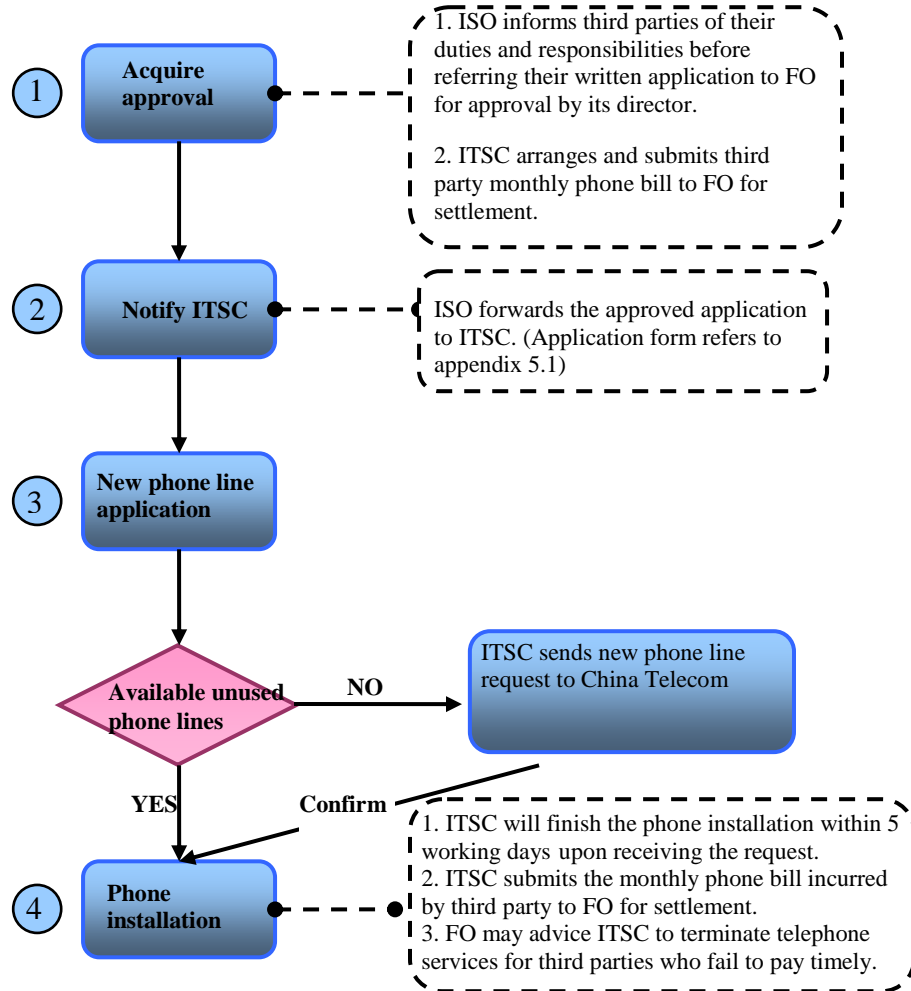 1
Acquire
approval
1. ISO informs third parties of their
duties and responsibilities before
referring their written application to FO
for approval by its director.
2. ITSC arranges and submits third
party monthly phone bill to FO for
settlement.
2
Notify ITSC
ISO forwards the approved application
to ITSC. (Application form refers to
appendix 5.1)
3
New phone line
application
Available unused
phone lines
NO
ITSC sends new phone line
request to China Telecom
YES
Confirm
4
Phone
installation
1. ITSC will finish the phone installation within 5
working days upon receiving the request.
2. ITSC submits the monthly phone bill incurred
by third party to FO for settlement.
3. FO may advice ITSC to terminate telephone
services for third parties who fail to pay timely.